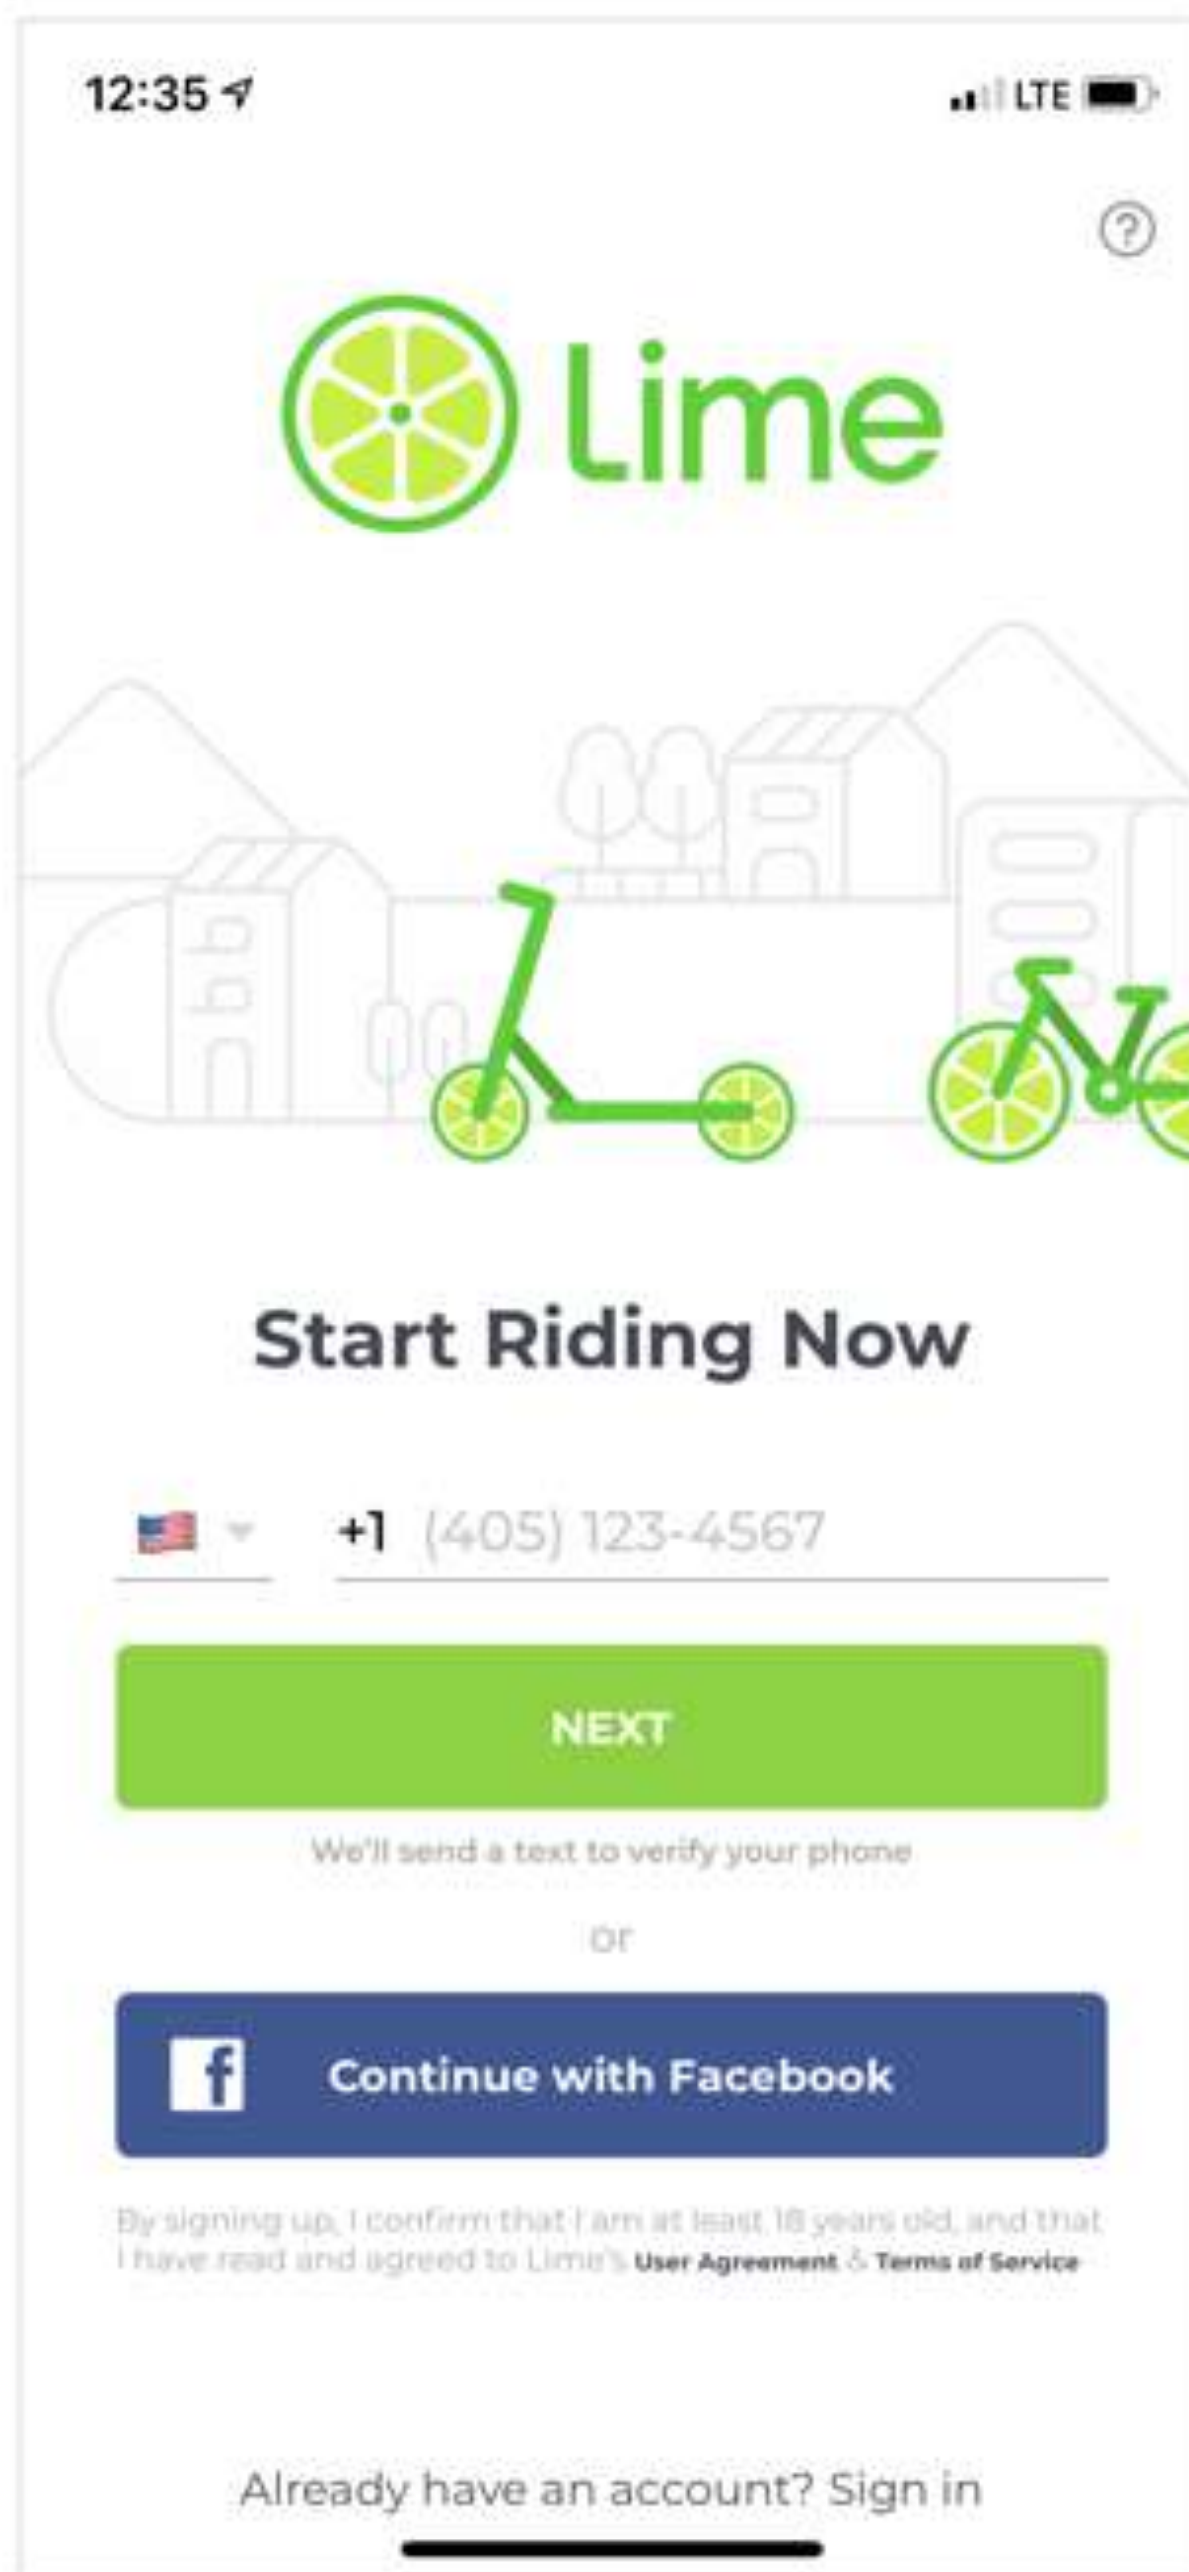 12:35
LTE
?
Lime
Start Riding Now
+1 (405) 123-4567
NEXT
We'll send a text to verify your phone
or
f Continue with Facebook
By signing up, I confirm that I am at least 18 years old, and that
I have read and agreed to Lime's User Agreement & Terms of Service
Already have an account? Sign in